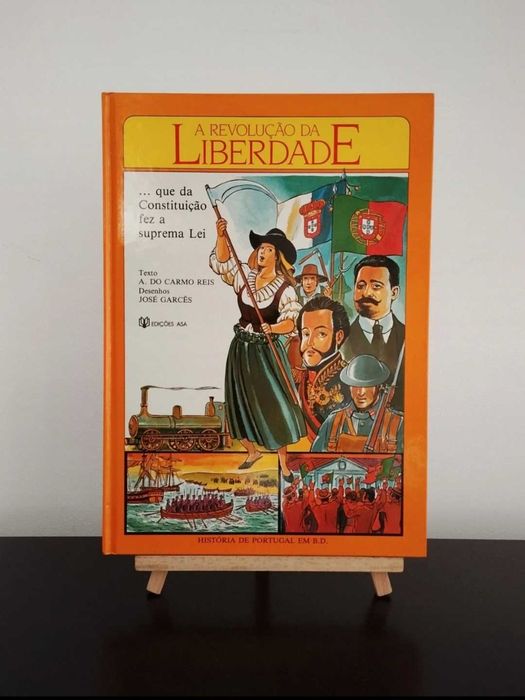 A REVOLUÇÃO DA
LIBERDADE
... que da
Constituição
fez a
suprema Lei
Texto
A. DO CARMO REIS
Desenhos
JOSÉ GARCÊS
EDIÇÕES ASA
HISTÓRIA DE PORTUGAL EM B.D.